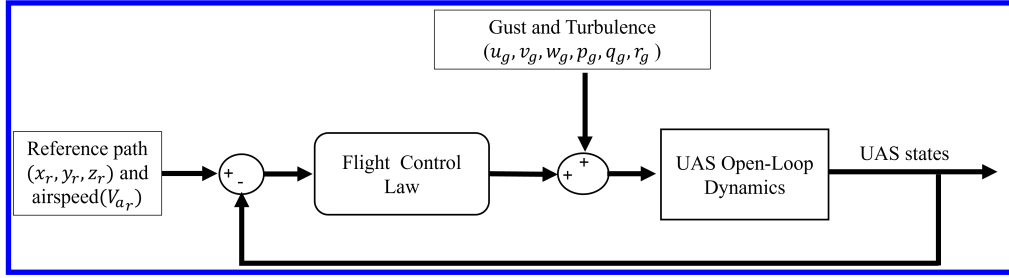 Gust and Turbulence
(u_g, v_g, w_g, p_g, q_g, r_g )
Reference path
(x_r, y_r, z_r) and
airspeed(V_{a_r})
+
-
Flight Control
Law
+
+
UAS Open-Loop
Dynamics
UAS states